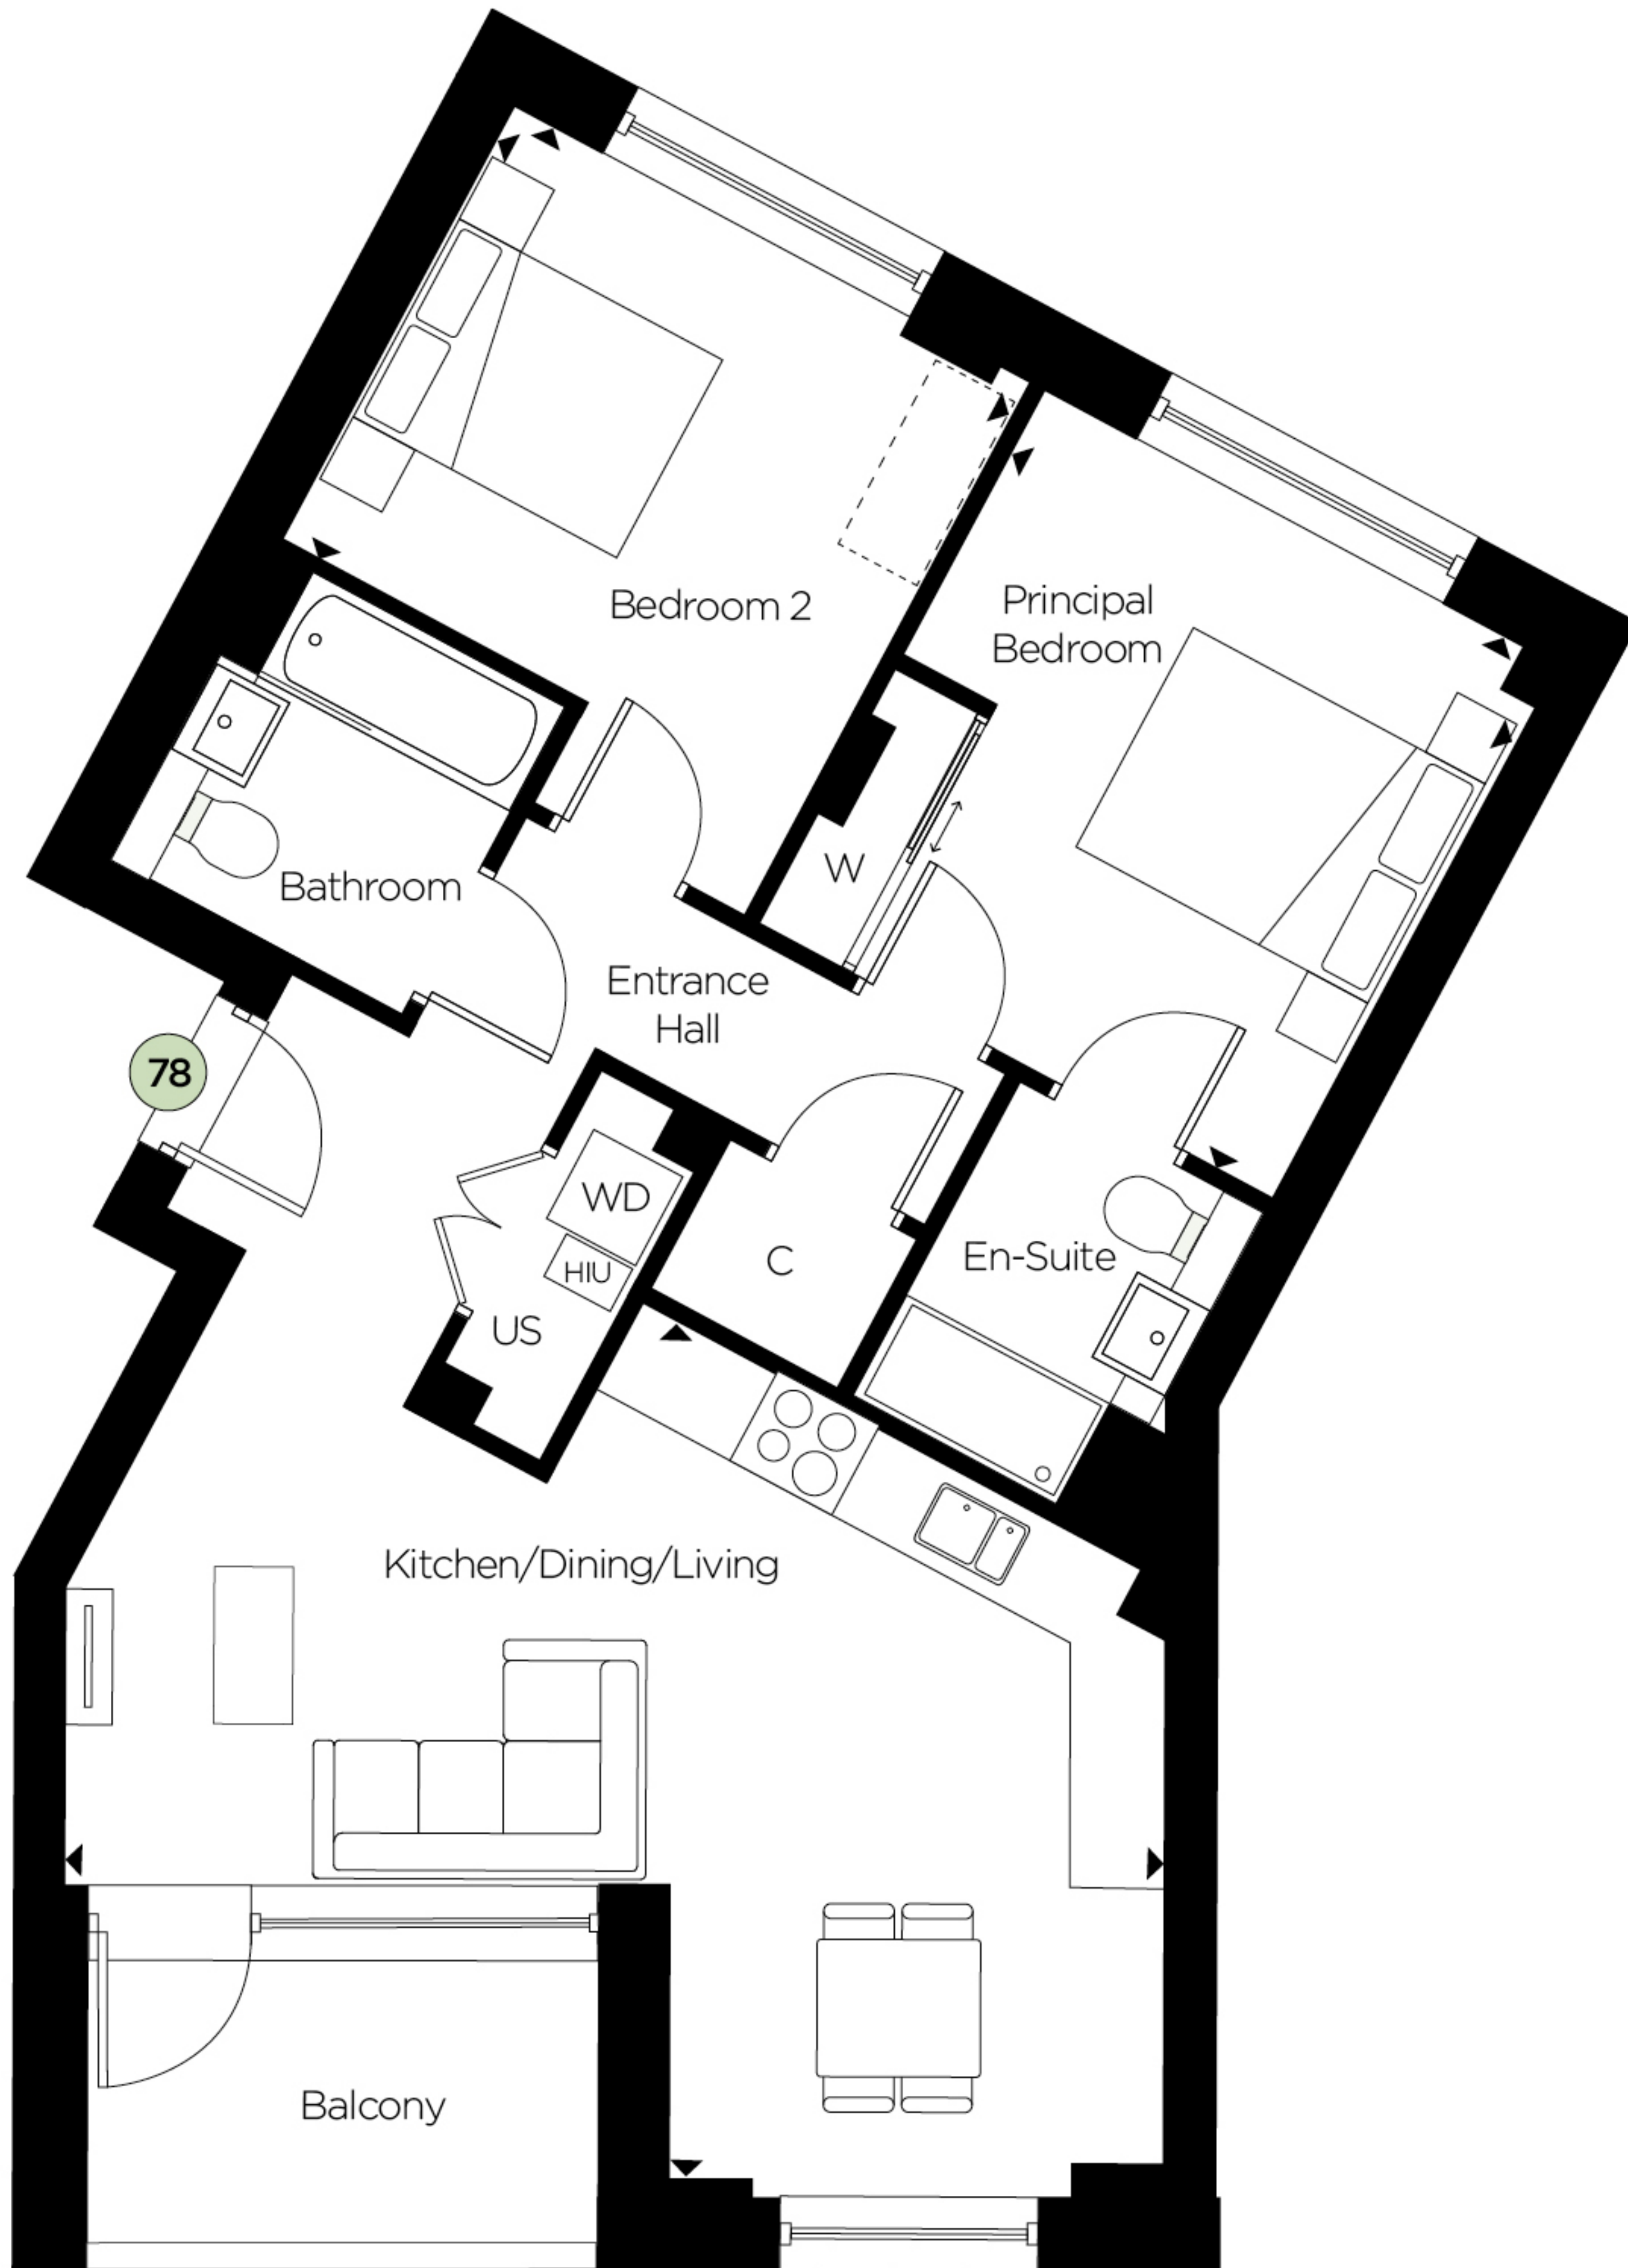 Bedroom 2
Principal
Bedroom
W
Bathroom
Entrance
Hall
78
WD
HIU
US
C
En-Suite
Kitchen/Dining/Living
Balcony